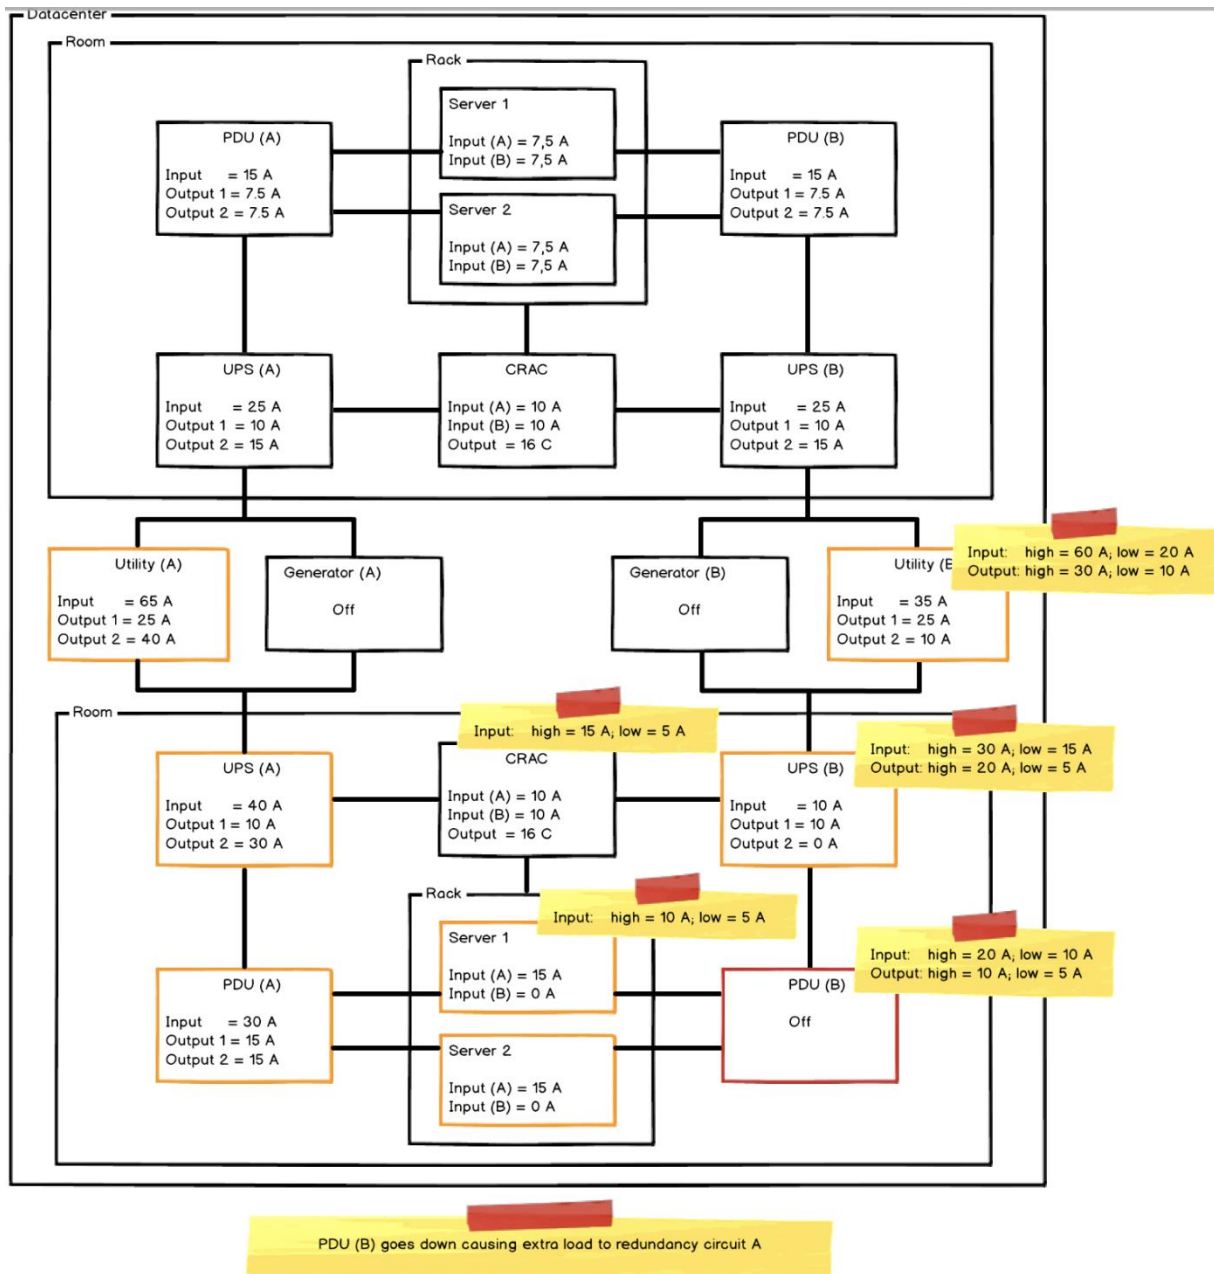 Datacenter
Room
Rack
Server 1
Input (A) = 7,5 A
Input (B) = 7,5 A
PDU (A)
Input = 15 A
Output 1 = 7.5 A
Output 2 = 7.5 A
PDU (B)
Input = 15 A
Output 1 = 7.5 A
Output 2 = 7.5 A
Server 2
Input (A) = 7,5 A
Input (B) = 7,5 A
UPS (A)
Input = 25 A
Output 1 = 10 A
Output 2 = 15 A
CRAC
Input (A) = 10 A
Input (B) = 10 A
Output = 16 C
UPS (B)
Input = 25 A
Output 1 = 10 A
Output 2 = 15 A
Utility (A)
Input = 65 A
Output 1 = 25 A
Output 2 = 40 A
Generator (A)
Off
Generator (B)
Off
Utility (B
Input = 35 A
Output 1 = 25 A
Output 2 = 10 A
Input: high = 60 A; low = 20 A
Output: high = 30 A; low = 10 A
Room
Input: high = 15 A; low = 5 A
Input: high = 30 A; low = 15 A
Output: high = 20 A; low = 5 A
UPS (A)
Input = 40 A
Output 1 = 10 A
Output 2 = 30 A
CRAC
Input (A) = 10 A
Input (B) = 10 A
Output = 16 C
UPS (B)
Input = 10 A
Output 1 = 10 A
Output 2 = 0 A
Rack
Input: high = 10 A; low = 5 A
Server 1
Input (A) = 15 A
Input (B) = 0 A
Input: high = 20 A; low = 10 A
Output: high = 10 A; low = 5 A
PDU (A)
Input = 30 A
Output 1 = 15 A
Output 2 = 15 A
PDU (B)
Off
Server 2
Input (A) = 15 A
Input (B) = 0 A
PDU (B) goes down causing extra load to redundancy circuit A